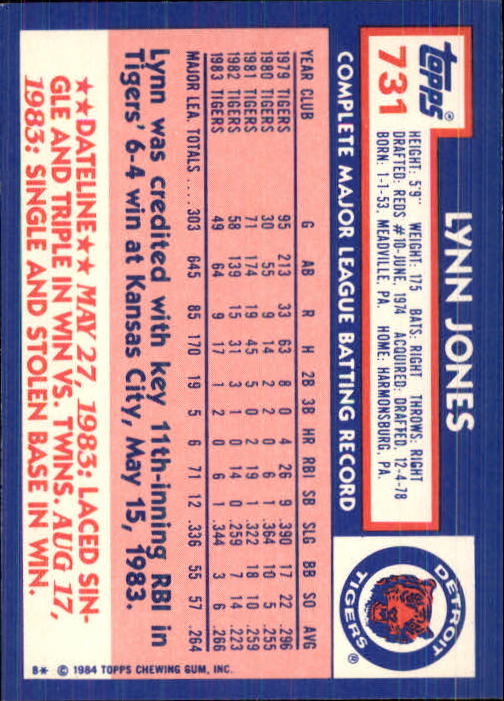 topps®
731
LYNN JONES
HEIGHT: 5'9" WEIGHT: 175 BATS: RIGHT THROWS: RIGHT
DRAFTED: REDS #10-JUNE, 1974 ACQUIRED: DRAFTED, 12-4-78
BORN: 1-1-53, MEADVILLE, PA. HOME: HARMONSBURG, PA.
DETROIT
TIGERS®
COMPLETE MAJOR LEAGUE BATTING RECORD
YEAR CLUB G AB R H 2B 3B HR RBI SB SLG BB SO AVG
1979 TIGERS 95 213 33 63 8 0 4 26 9 .390 17 22 .296
1980 TIGERS 30 55 9 14 2 2 0 6 1 .364 10 5 .255
1981 TIGERS 71 174 19 45 5 0 2 19 1 .322 18 10 .259
1982 TIGERS 58 139 15 31 3 1 0 14 0 .259 7 14 .223
1983 TIGERS 49 64 9 17 1 2 0 6 1 .344 3 6 .266
MAJOR LEA. TOTALS .... 303 645 85 170 19 5 6 71 12 .336 55 57 .264
Lynn was credited with key 11th-inning RBI in
Tigers' 6-4 win at Kansas City, May 15, 1983.
★★DATELINE★★ MAY 27, 1983: LACED SIN-
GLE AND TRIPLE IN WIN VS. TWINS. AUG 17,
1983: SINGLE AND STOLEN BASE IN WIN.
B* © 1984 TOPPS CHEWING GUM, INC.